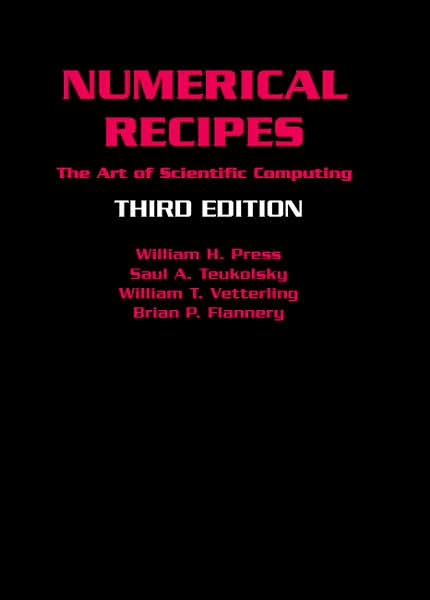 NUMERICAL
RECIPES
The Art of Scientific Computing
THIRD EDITION
William H. Press
Saul A. Teukolsky
William T. Vetterling
Brian P. Flannery